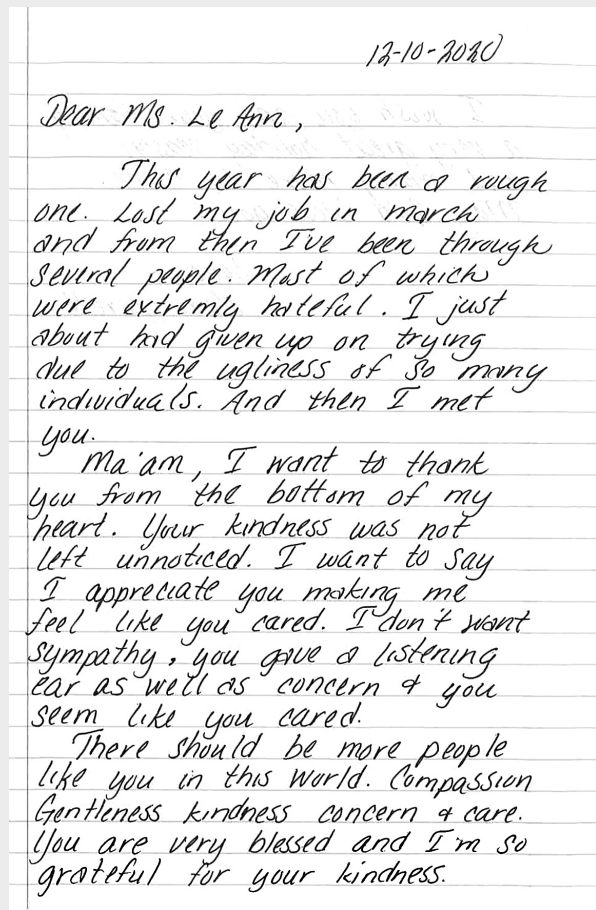 12-10-2020
Dear Ms. Le Ann,
This year has been a rough
one. Lost my job in march
and from then I've been through
several people. Most of which
were extremly hateful. I just
about had given up on trying
due to the ugliness of so many
individuals. And then I met
you.
Ma'am, I want to thank
you from the bottom of my
heart. Your kindness was not
left unnoticed. I want to say
I appreciate you making me
feel like you cared. I don't want
sympathy, you gave a listening
ear as well as concern & you
seem like you cared.
There should be more people
like you in this world. Compassion
Gentleness kindness concern & care.
You are very blessed and I'm so
grateful for your kindness.